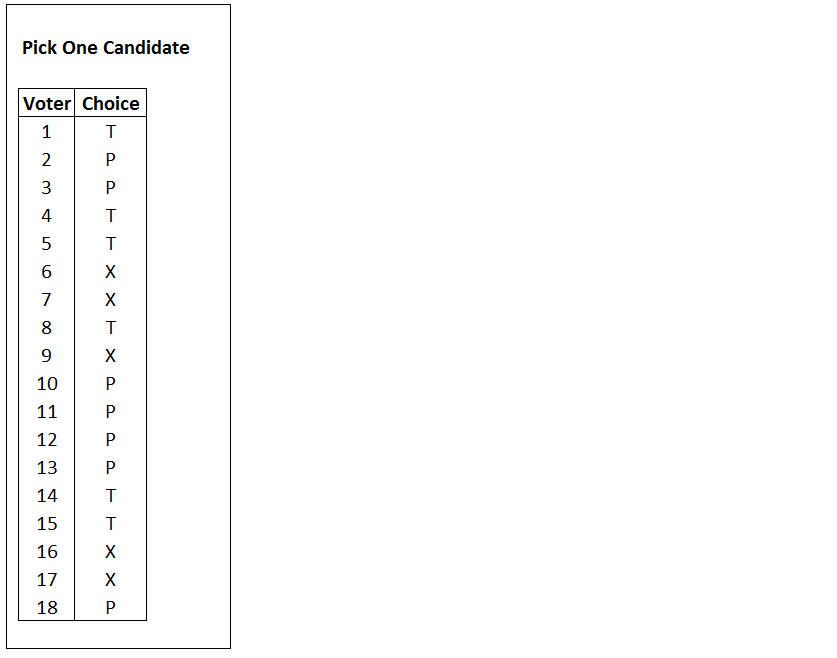 Pick One Candidate
Voter Choice
1 T
2 P
3 P
4 T
5 T
6 X
7 X
8 T
9 X
10 P
11 P
12 P
13 P
14 T
15 T
16 X
17 X
18 P